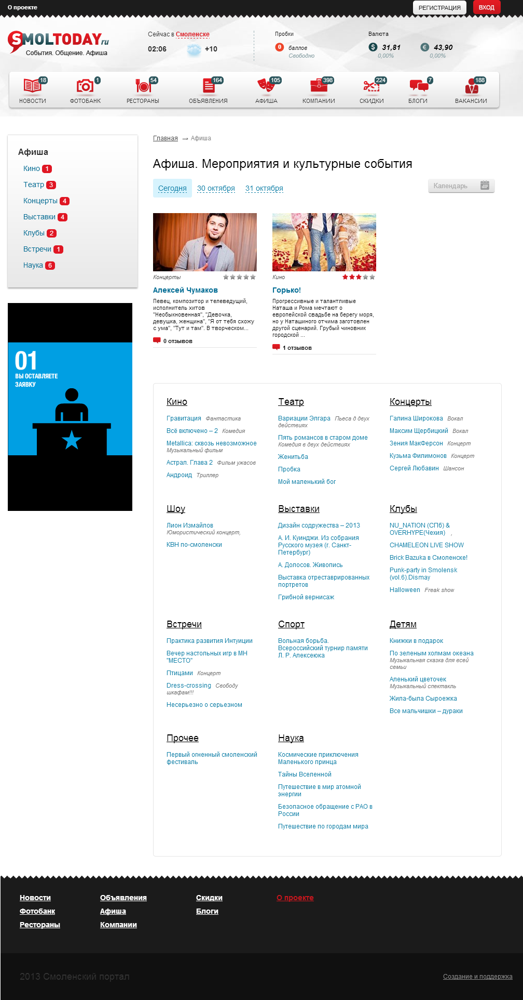 О проекте
РЕГИСТРАЦИЯ
ВХОД
SMOLTODAY.ru
События. Общение. Афиша
Сейчас в Смоленске
02:06
+10
Пробки
0 баллов
Свободно
Валюта
$ 31,81
0,00%
€ 43,90
0,00%
18
НОВОСТИ
1
ФОТОБАНК
54
РЕСТОРАНЫ
164
ОБЪЯВЛЕНИЯ
105
АФИША
398
КОМПАНИИ
224
СКИДКИ
7
БЛОГИ
188
ВАКАНСИИ
Афиша
Кино 1
Театр 3
Концерты 4
Выставки 4
Клубы 2
Встречи 1
Наука 6
01
ВЫ ОСТАВЛЯЕТЕ
ЗАЯВКУ
Главная → Афиша
Афиша. Мероприятия и культурные события
Сегодня
30 октября
31 октября
Календарь
Концерты
Алексей Чумаков
Певец, композитор и телеведущий,
исполнитель хитов
"Необыкновенная", "Девочка,
девушка, женщина", "Я от тебя схожу
с ума", "Тут и там". В творческом...
0 отзывов
Кино
Горько!
Прогрессивные и талантливые
Наташа и Рома мечтают о
европейской свадьбе на берегу моря,
но у Наташиного отчима заготовлен
другой сценарий. Грубый чиновник
городской ...
1 отзывов
Кино
Гравитация Фантастика
Всё включено – 2 Комедия
Metallica: сквозь невозможное
Музыкальный фильм
Астрал. Глава 2 Фильм ужасов
Андроид Триллер
Театр
Вариации Элгара Пьеса д двух
действиях
Пять романсов в старом доме
Комедия в двух действиях
Женитьба
Пробка
Мой маленький бог
Концерты
Галина Широкова Вокал
Максим Щербицкий Вокал
Зения МакФерсон Концерт
Кузьма Филимонов Концерт
Сергей Любавин Шансон
Шоу
Лион Измайлов
Юмористический концерт,
КВН по-смоленски
Выставки
Дизайн содружества – 2013
А. И. Куинджи. Из собрания
Русского музея (г. Санкт-
Петербург)
А. Долосов. Живопись
Выставка отреставрированных
портретов
Грибной вернисаж
Клубы
NU_NATION (СПб) &
OVERHYPE(Чехия) ,
CHAMELEON LIVE SHOW
Brick Bazuka в Смоленске!
Punk-party in Smolensk
(vol.6).Dismay
Halloween Freak show
Встречи
Практика развития Интуиции
Вечер настольных игр в МН
"МЕСТО"
Птицами Концерт
Dress-crossing Свободу
шкафам!!!
Несерьезно о серьезном
Спорт
Вольная борьба.
Всероссийский турнир памяти
Л. Р. Алексеюка
Детям
Книжки в подарок
По зеленым холмам океана
Музыкальная сказка для всей
семьи
Аленький цветочек
Музыкальный спектакль
Жила-была Сыроежка
Все мальчишки – дураки
Прочее
Первый огненный смоленский
фестиваль
Наука
Космические приключения
Маленького принца
Тайны Вселенной
Путешествие в мир атомной
энергии
Безопасное обращение с РАО в
России
Путешествие по городам мира
Новости
Фотобанк
Рестораны
Объявления
Афиша
Компании
Скидки
Блоги
О проекте
2013 Смоленский портал
Создание и поддержка